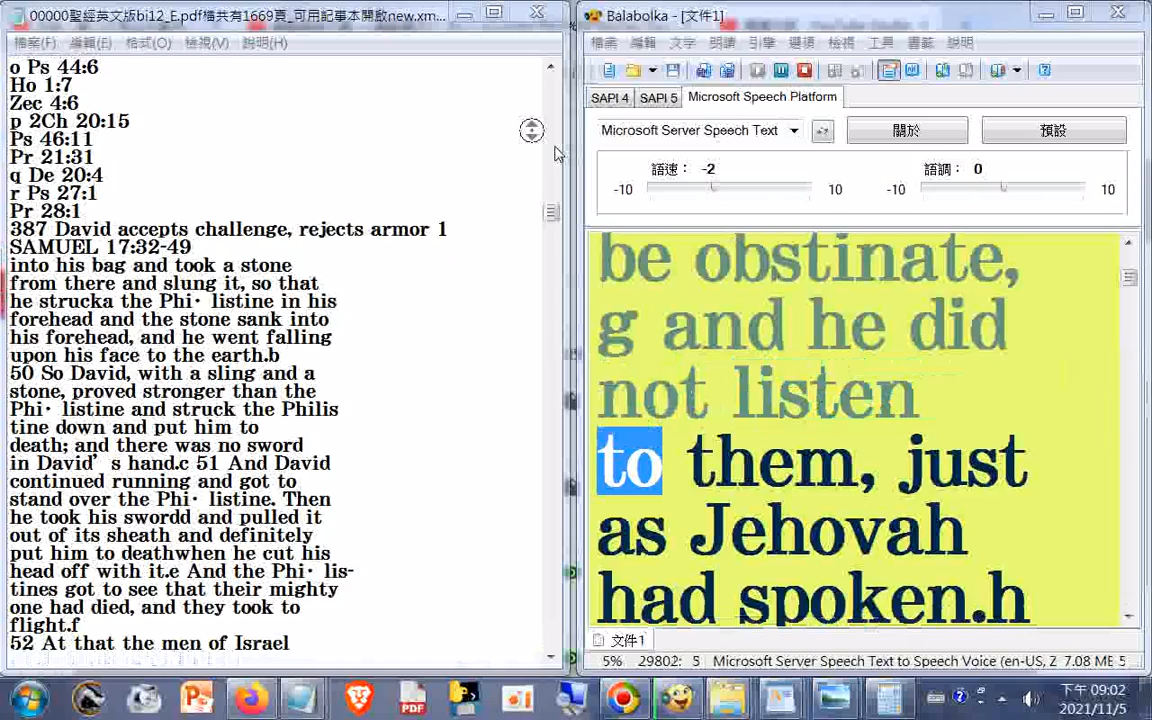 00000聖經英文版bi12_E.pdf檔共有1669頁_可用記事本開啟new.xm...
檔案(F) 編輯(E) 格式(O) 檢視(V) 說明(H)
o Ps 44:6
Ho 1:7
Zec 4:6
p 2Ch 20:15
Ps 46:11
Pr 21:31
q De 20:4
r Ps 27:1
Pr 28:1
387 David accepts challenge, rejects armor 1
SAMUEL 17:32-49
into his bag and took a stone
from there and slung it, so that
he strucka the Phi· listine in his
forehead and the stone sank into
his forehead, and he went falling
upon his face to the earth.b
50 So David, with a sling and a
stone, proved stronger than the
Phi· listine and struck the Philis
tine down and put him to
death; and there was no sword
in David’s hand.c 51 And David
continued running and got to
stand over the Phi· listine. Then
he took his swordd and pulled it
out of its sheath and definitely
put him to deathwhen he cut his
head off with it.e And the Phi· lis-
tines got to see that their mighty
one had died, and they took to
flight.f
52 At that the men of Israel
Balabolka - [文件1]
檔案 編輯 文字 朗讀 引擎 選項 檢視 工具 書籤 說明
SAPI 4 SAPI 5 Microsoft Speech Platform
Microsoft Server Speech Text 關於 預設
語速： -2 語調： 0
-10 10 -10 10
be obstinate,
g and he did
not listen
to them, just
as Jehovah
had spoken.h
文件1
5% 29802: 5 Microsoft Server Speech Text to Speech Voice (en-US, Z 7.08 ME 5
PDF
下午 09:02
2021/11/5